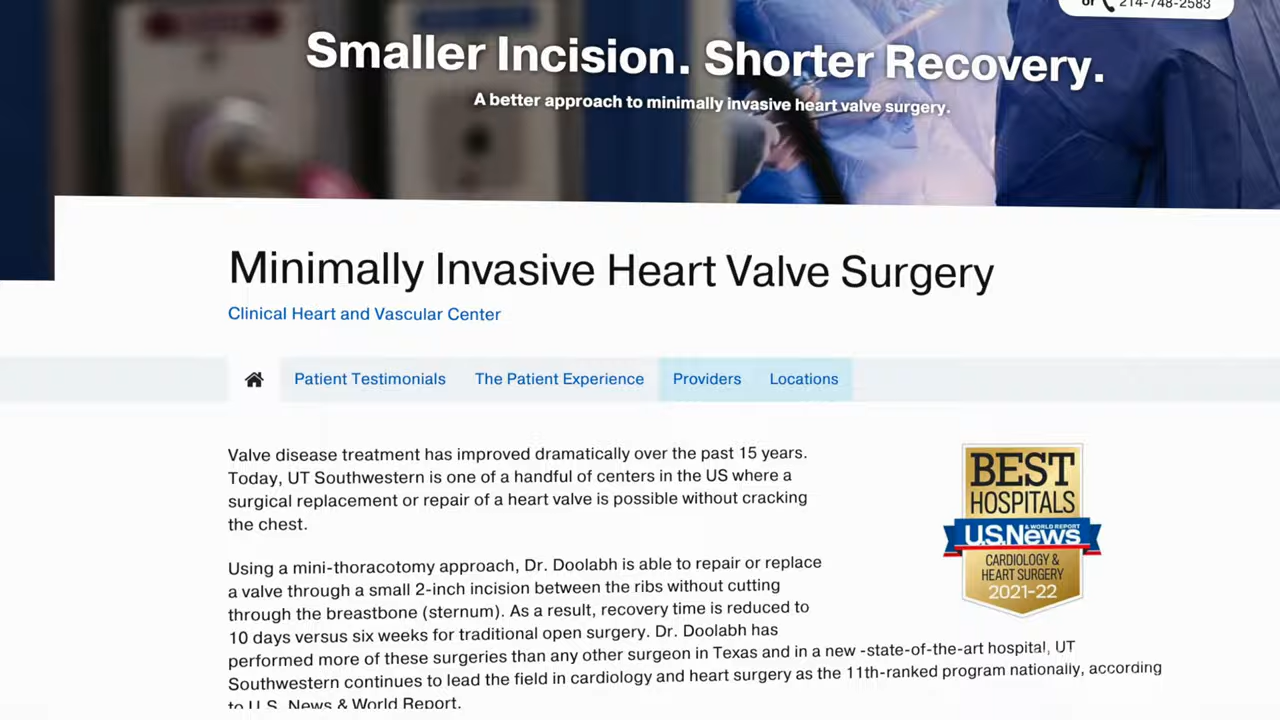 or 214-748-2583
Smaller Incision. Shorter Recovery.
A better approach to minimally invasive heart valve surgery.
Minimally Invasive Heart Valve Surgery
Clinical Heart and Vascular Center
Patient Testimonials The Patient Experience Providers Locations
Valve disease treatment has improved dramatically over the past 15 years.
Today, UT Southwestern is one of a handful of centers in the US where a
surgical replacement or repair of a heart valve is possible without cracking
the chest.
BEST
HOSPITALS
U.S.News
& WORLD REPORT
CARDIOLOGY &
HEART SURGERY
2021-22
Using a mini-thoracotomy approach, Dr. Doolabh is able to repair or replace
a valve through a small 2-inch incision between the ribs without cutting
through the breastbone (sternum). As a result, recovery time is reduced to
10 days versus six weeks for traditional open surgery. Dr. Doolabh has
performed more of these surgeries than any other surgeon in Texas and in a new -state-of-the-art hospital, UT
Southwestern continues to lead the field in cardiology and heart surgery as the 11th-ranked program nationally, according
to U.S. News & World Report.